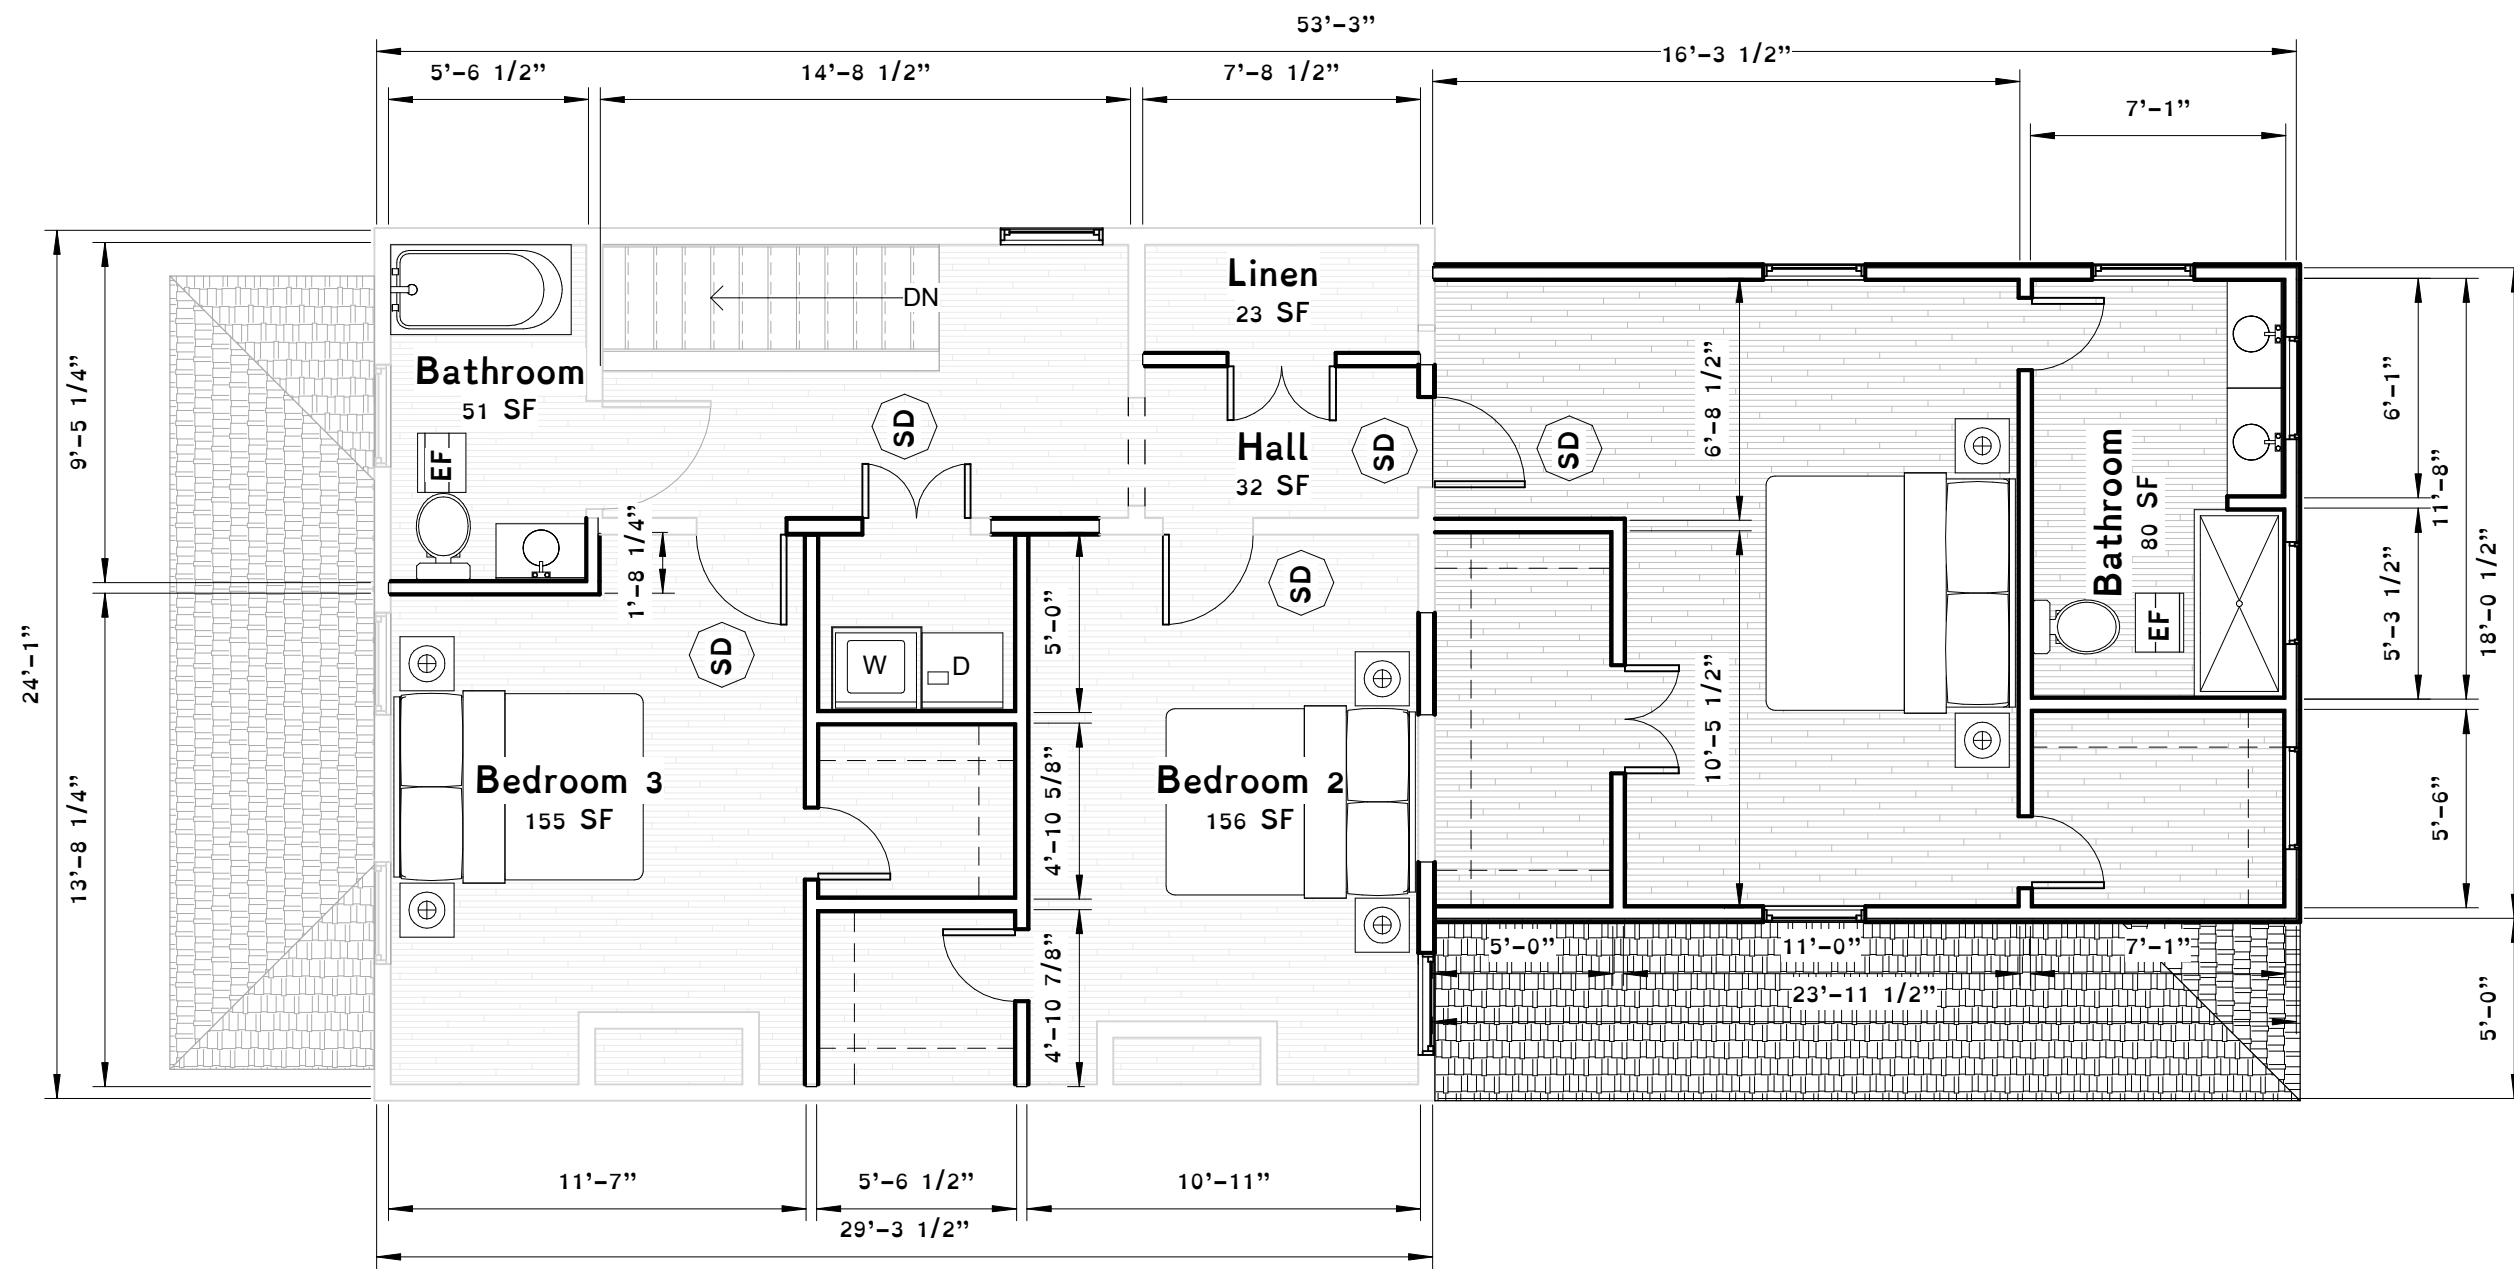 53’-3”
16’-3 1/2”
5’-6 1/2”
14’-8 1/2”
7’-8 1/2”
7’-1”
DN
Linen
23 SF
Bathroom
51 SF
EF
SD
Hall
32 SF
SD
SD
6’-8 1/2”
Bathroom
80 SF
EF
6’-1”
11’-8”
5’-3 1/2”
18’-0 1/2”
9’-5 1/4”
24’-1”
13’-8 1/4”
1’-8 1/4”
SD
W
D
5’-0”
SD
10’-5 1/2”
Bedroom 3
155 SF
4’-10 5/8”
Bedroom 2
156 SF
5’-6”
4’-10 7/8”
5’-0”
11’-0”
7’-1”
23’-11 1/2”
5’-0”
11’-7”
5’-6 1/2”
10’-11”
29’-3 1/2”